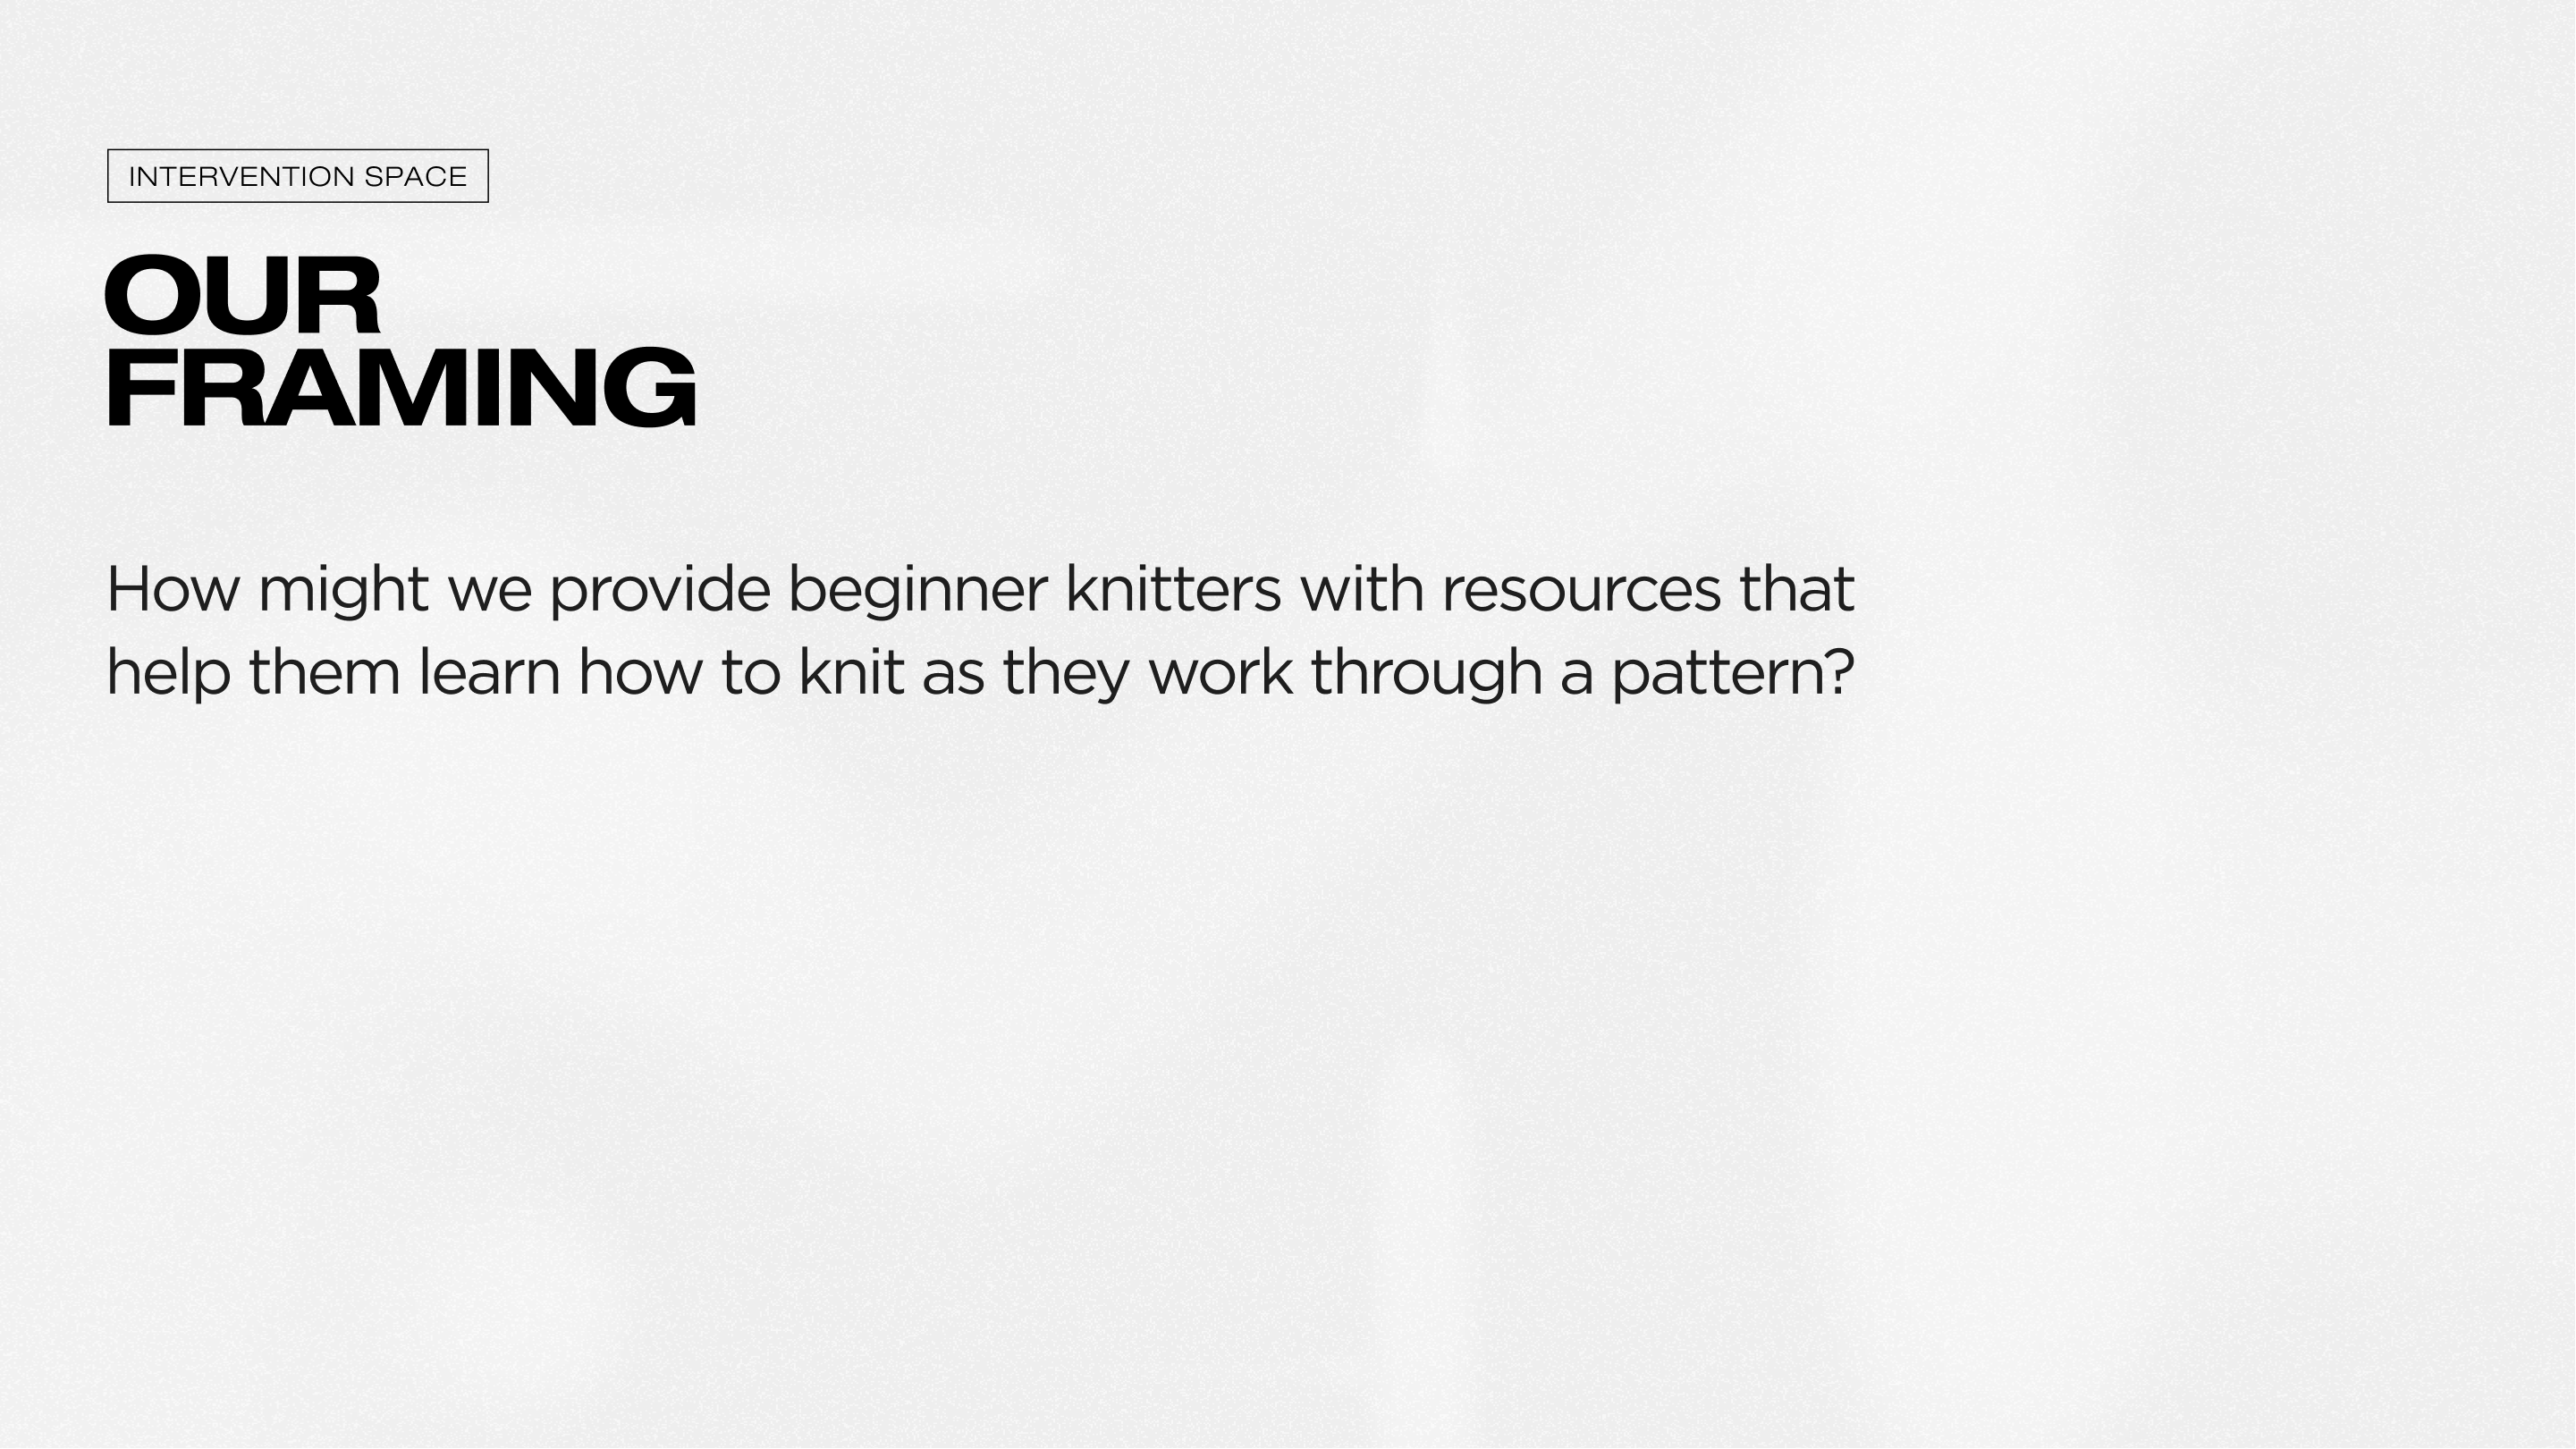 INTERVENTION SPACE
OUR
FRAMING
How might we provide beginner knitters with resources that
help them learn how to knit as they work through a pattern?